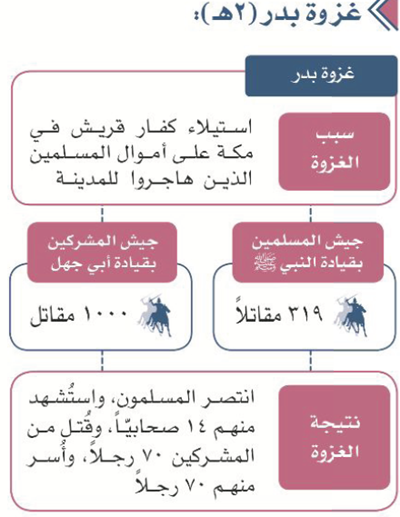 غزوة بدر (٢هـ):
غزوة بدر
سبب
الغزوة
استيلاء كفار قريش في
مكة على أموال المسلمين
الذين هاجروا للمدينة
جيش المسلمين
بقيادة النبي ﷺ
٣١٩ مقاتلاً
جيش المشركين
بقيادة أبي جهل
١٠٠٠ مقاتل
نتيجة
الغزوة
انتصر المسلمون، واستُشهد
منهم ١٤ صحابيّاً، وقُتل من
المشركين ٧٠ رجلاً، وأُسر
منهم ٧٠ رجلاً